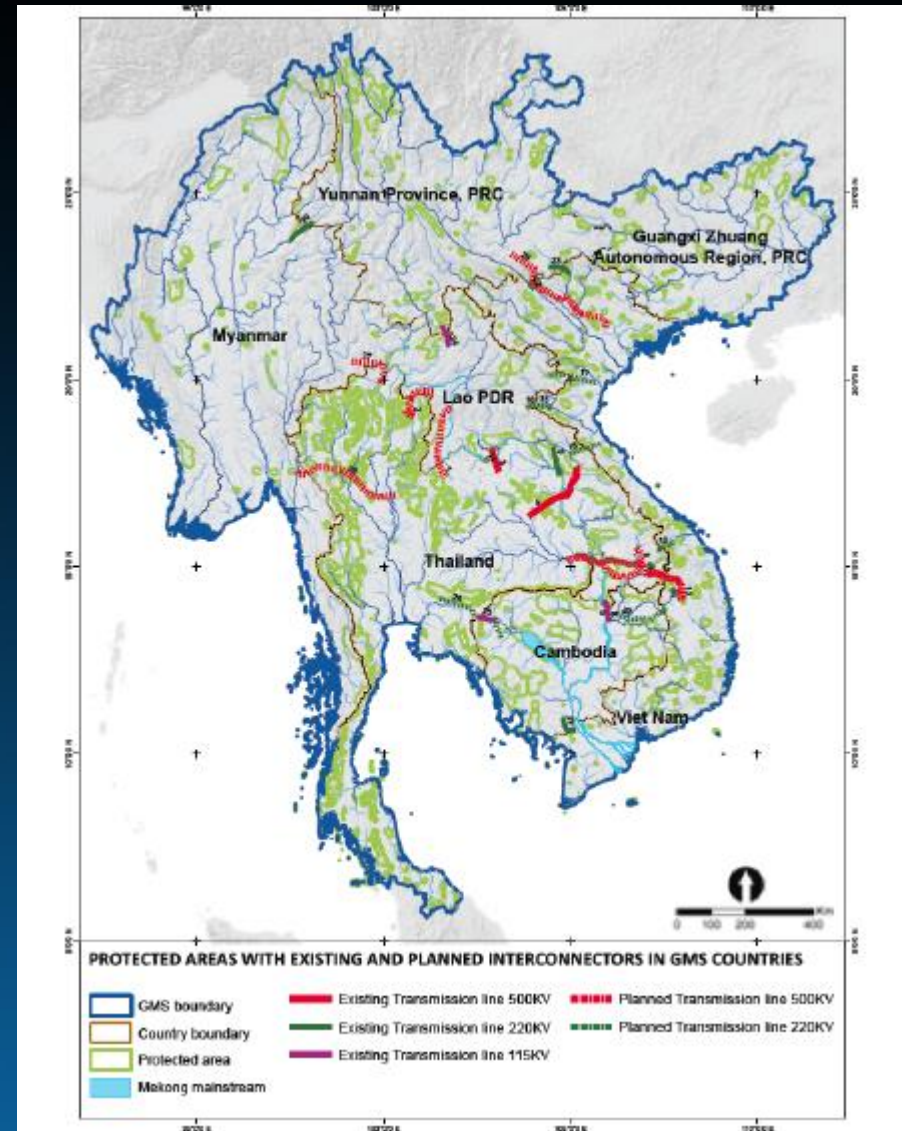 Yunnan Province, PRC
Guangxi Zhuang
Autonomous Region, PRC
Myanmar
Lao PDR
Thailand
Cambodia
Viet Nam
0 100 200 400 Km
PROTECTED AREAS WITH EXISTING AND PLANNED INTERCONNECTORS IN GMS COUNTRIES
GMS boundary
Country boundary
Protected area
Mekong mainstream
Existing Transmission line 500KV
Existing Transmission line 220KV
Existing Transmission line 115KV
Planned Transmission line 500KV
Planned Transmission line 220KV